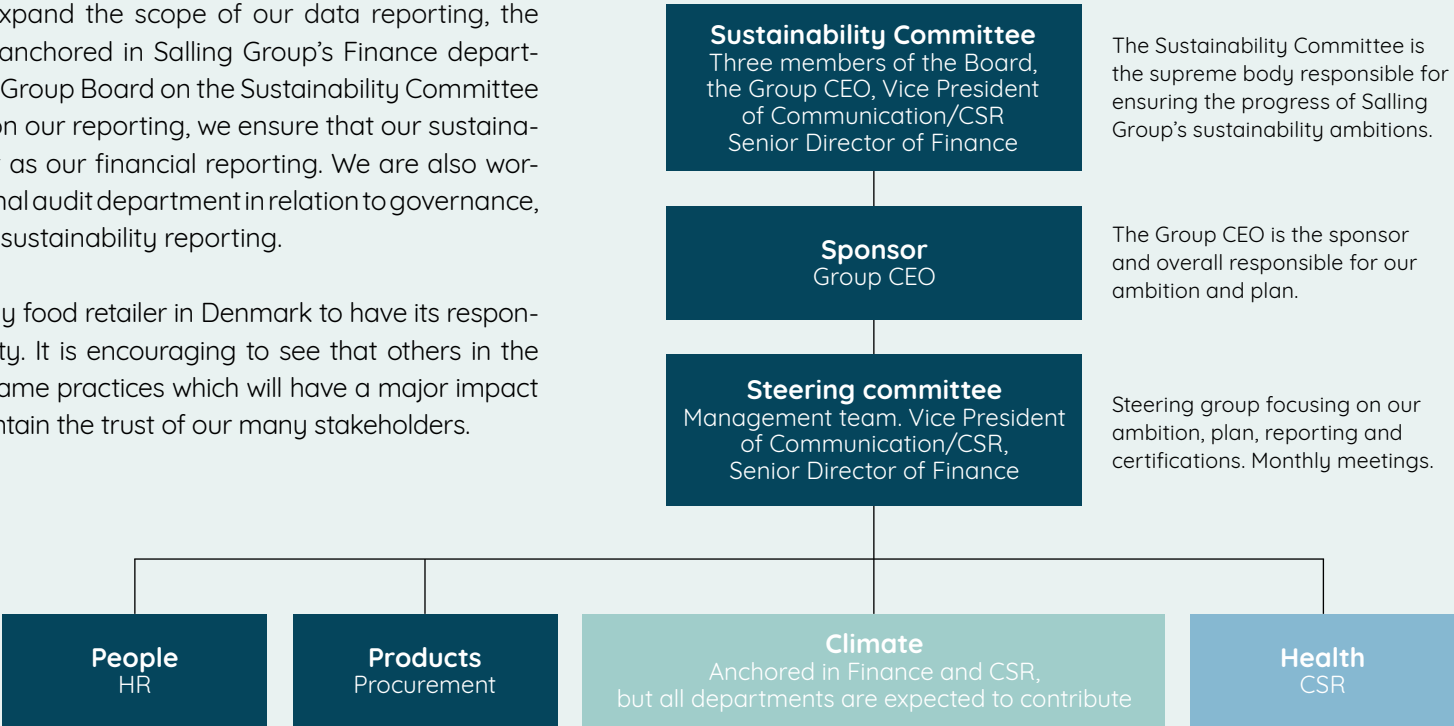 xpand the scope of our data reporting, the
anchored in Salling Group's Finance depart-
Group Board on the Sustainability Committee
on our reporting, we ensure that our sustaina-
as our financial reporting. We are also wor-
nal audit department in relation to governance,
sustainability reporting.
y food retailer in Denmark to have its respon-
ty. It is encouraging to see that others in the
ame practices which will have a major impact
ntain the trust of our many stakeholders.
Sustainability Committee
Three members of the Board,
the Group CEO, Vice President
of Communication/CSR
Senior Director of Finance
The Sustainability Committee is
the supreme body responsible for
ensuring the progress of Salling
Group's sustainability ambitions.
Sponsor
Group CEO
The Group CEO is the sponsor
and overall responsible for our
ambition and plan.
Steering committee
Management team. Vice President
of Communication/CSR,
Senior Director of Finance
Steering group focusing on our
ambition, plan, reporting and
certifications. Monthly meetings.
People
HR
Products
Procurement
Climate
Anchored in Finance and CSR,
but all departments are expected to contribute
Health
CSR